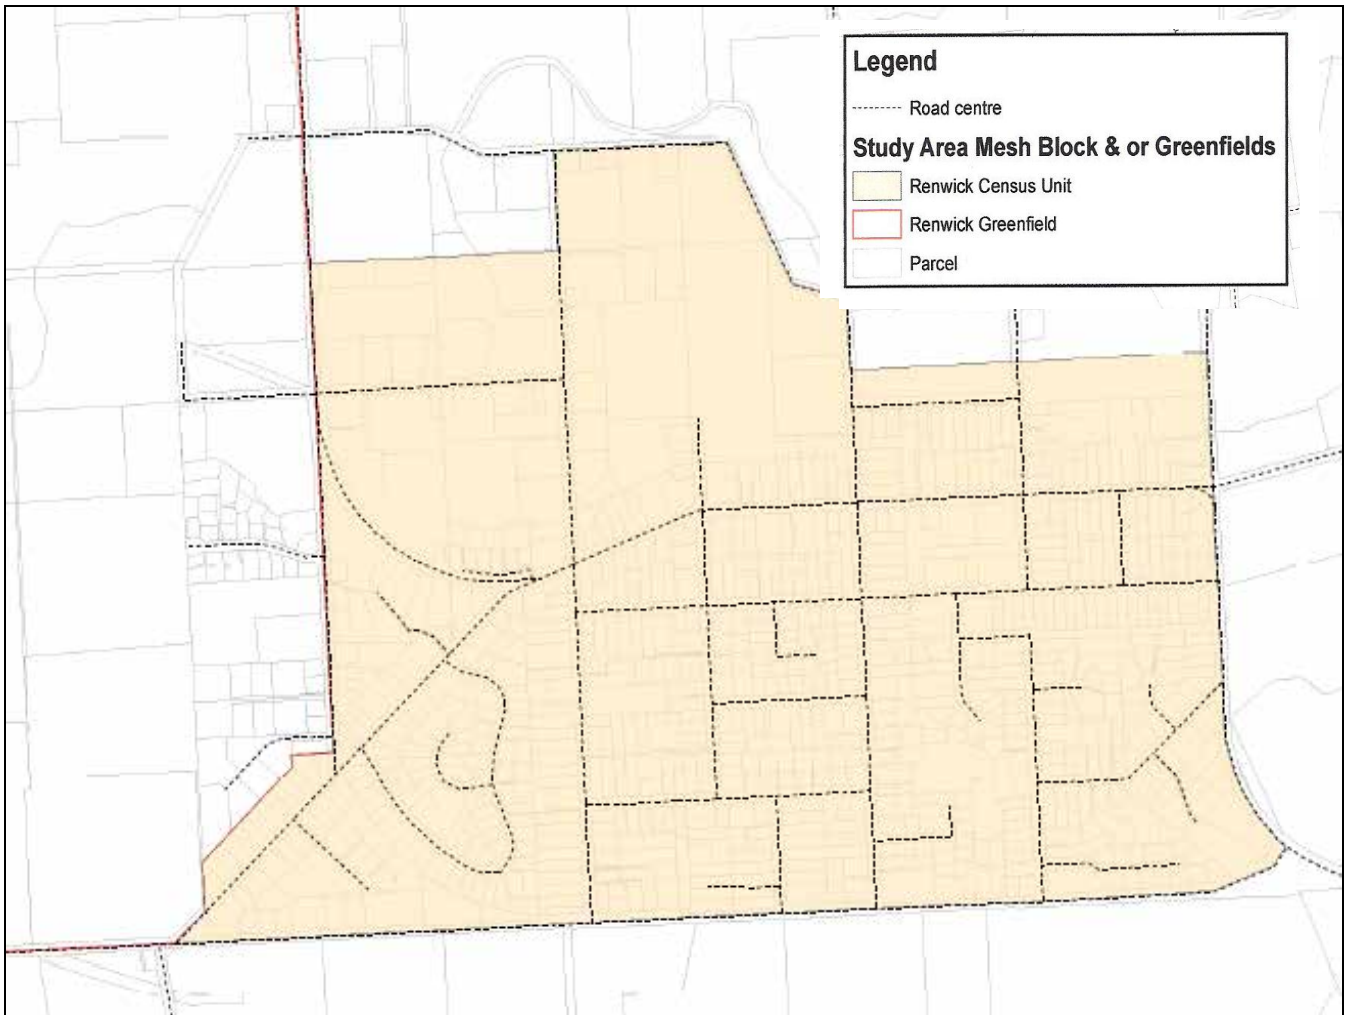 Legend
Road centre
Study Area Mesh Block & or Greenfields
Renwick Census Unit
Renwick Greenfield
Parcel